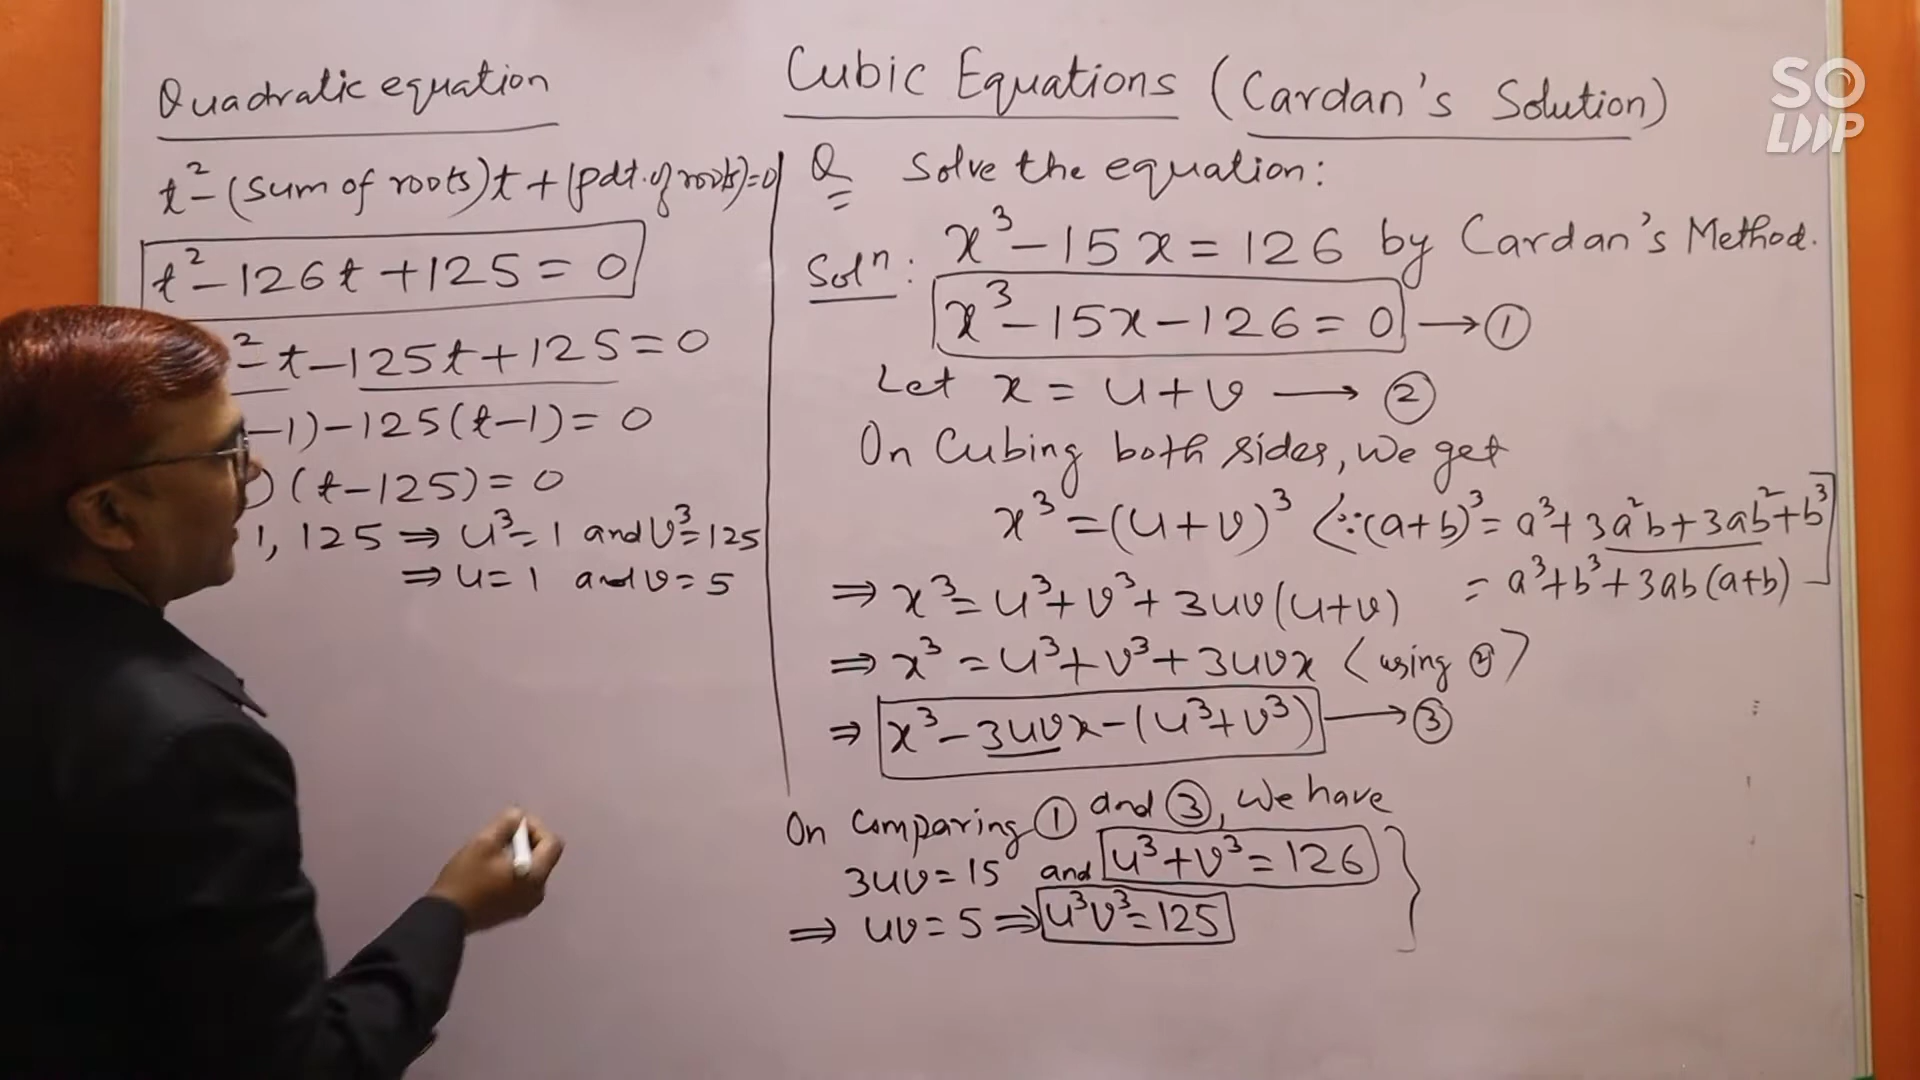 Quadratic equation
t² - (sum of roots)t + (pdt. of roots) = 0
t² - 126t + 125 = 0
² - t - 125t + 125 = 0
-1) - 125(t - 1) = 0
) (t - 125) = 0
1, 125 ⇒ u³ = 1 and v³ = 125
⇒ u = 1 and v = 5
Cubic Equations (Cardan's Solution)
Q Solve the equation:
x³ - 15x = 126 by Cardan's Method.
Solⁿ:
x³ - 15x - 126 = 0 → ①
Let x = u + v → ②
On Cubing both sides, we get
x³ = (u + v)³ ⟨∵ (a+b)³ = a³ + 3a²b + 3ab² + b³
= a³ + b³ + 3ab(a+b)
⇒ x³ = u³ + v³ + 3uv(u+v)
⇒ x³ = u³ + v³ + 3uvx ⟨using ②⟩
⇒ x³ - 3uvx - (u³ + v³) → ③
On Comparing ① and ③, we have
3uv = 15 and u³ + v³ = 126
⇒ uv = 5 ⇒ u³v³ = 125
SO
LOOP